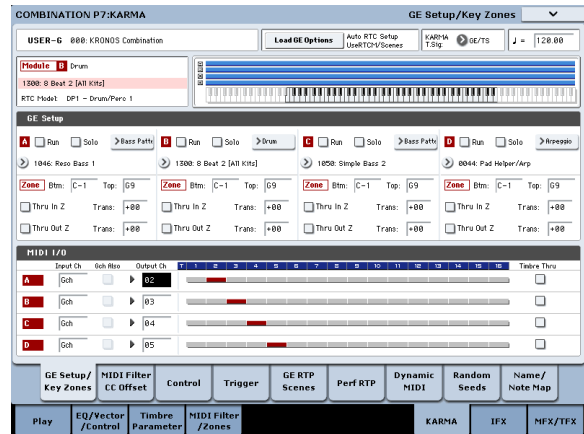 COMBINATION P7:KARMA GE Setup/Key Zones
USER-G 000: KRONOS Combination Load GE Options Auto RTC Setup UseRTCM/Scenes KARMA T.Sig: GE/TS ♩ = 120.00
Module B Drum
1300: 8 Beat 2 [All Kits]
RTC Model: DP1 - Drum/Perc 1
GE Setup
A Run Solo Bass Patte B Run Solo Drum C Run Solo Bass Patte D Run Solo Arpeggio
1046: Reso Bass 1 1300: 8 Beat 2 [All Kits] 1050: Simple Bass 2 0044: Pad Helper/Arp
Zone Btm: C-1 Top: G9 Zone Btm: C-1 Top: G9 Zone Btm: C-1 Top: G9 Zone Btm: C-1 Top: G9
Thru In Z Trans: +00 Thru In Z Trans: +00 Thru In Z Trans: +00 Thru In Z Trans: +00
Thru Out Z Trans: +00 Thru Out Z Trans: +00 Thru Out Z Trans: +00 Thru Out Z Trans: +00
MIDI I/O
Input Ch Gch Also Output Ch T 1 2 3 4 5 6 7 8 9 10 11 12 13 14 15 16 Timbre Thru
A Gch 02
B Gch 03
C Gch 04
D Gch 05
GE Setup/ Key Zones MIDI Filter CC Offset Control Trigger GE RTP Scenes Perf RTP Dynamic MIDI Random Seeds Name/ Note Map
Play EQ/Vector /Control Timbre Parameter MIDI Filter /Zones KARMA IFX MFX/TFX